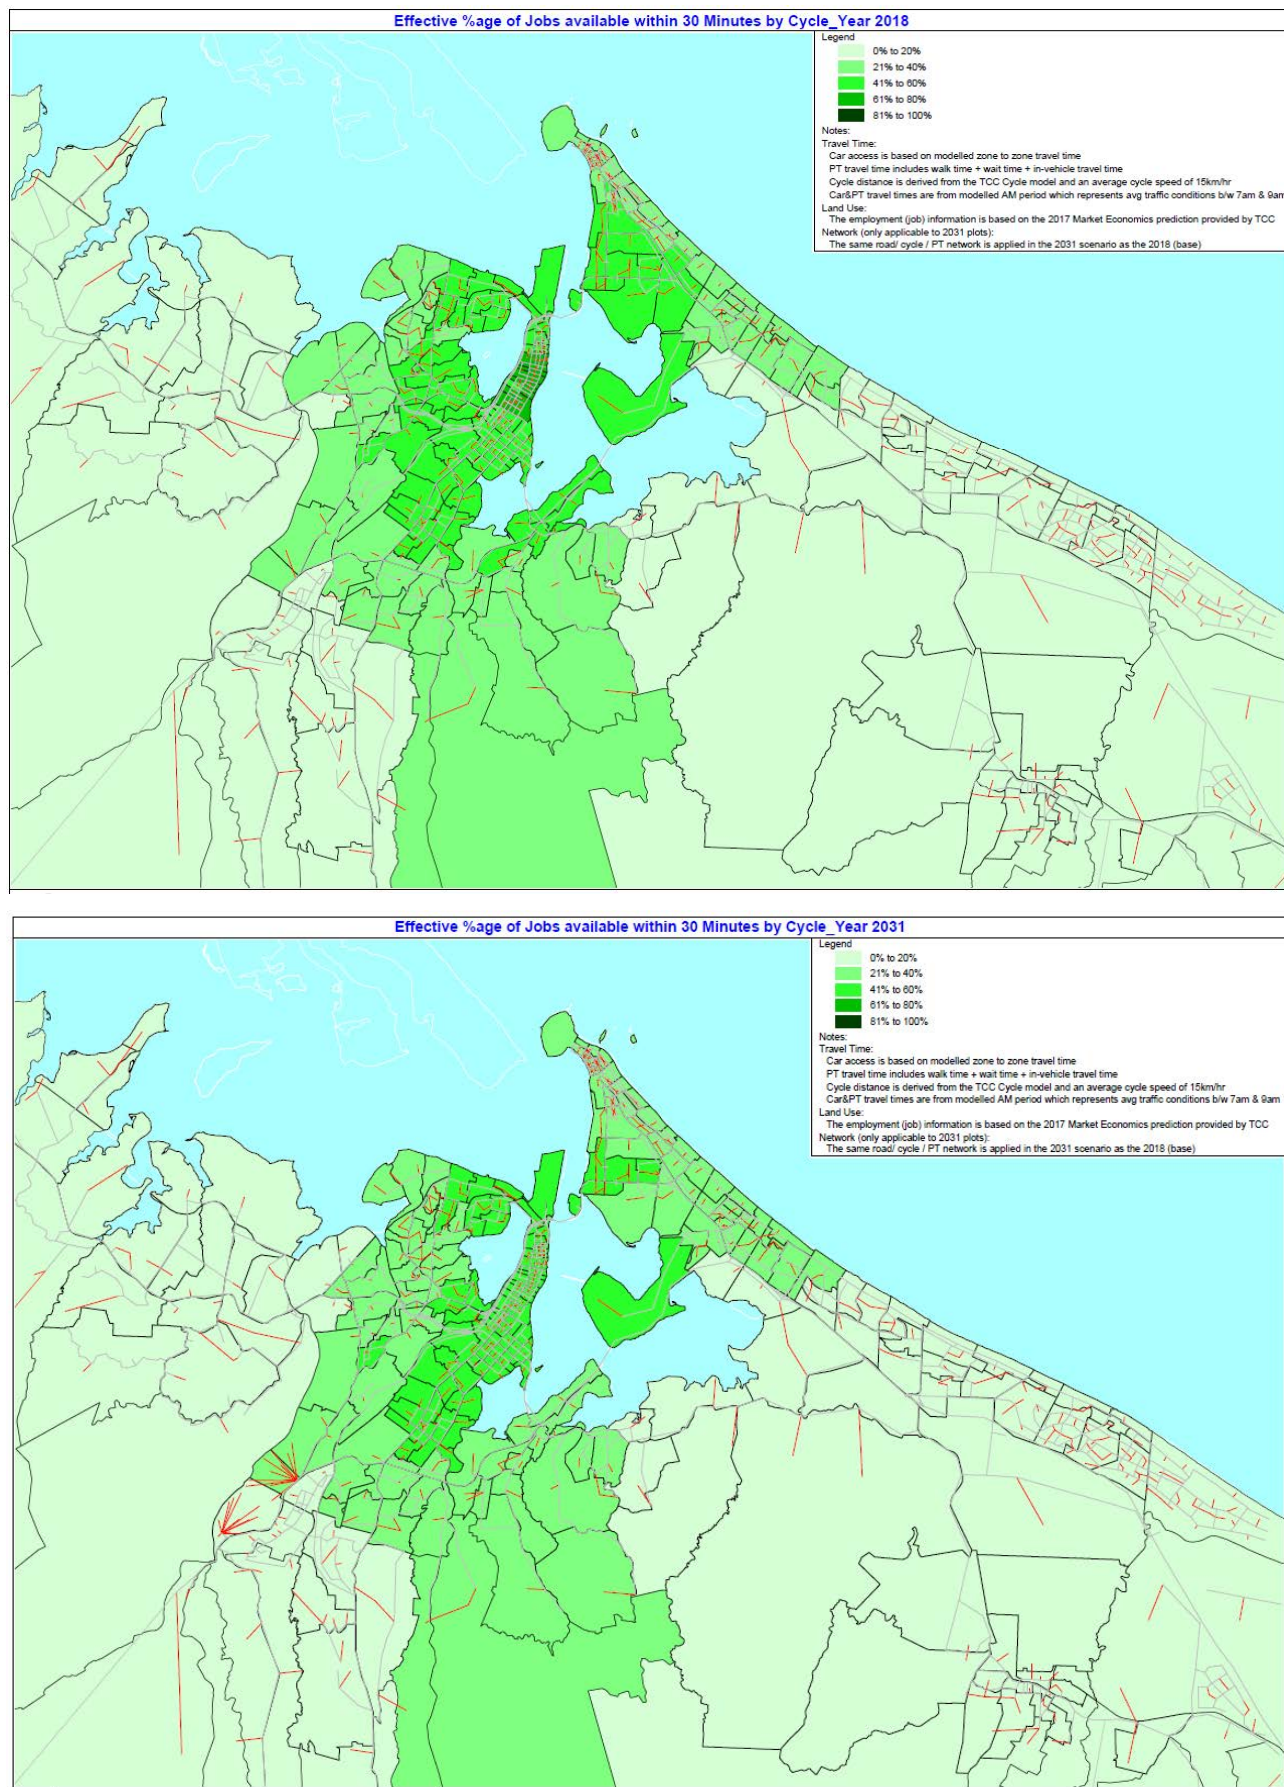 Effective %age of Jobs available within 30 Minutes by Cycle_Year 2018
Legend
0% to 20%
21% to 40%
41% to 60%
61% to 80%
81% to 100%
Notes:
Travel Time:
Car access is based on modelled zone to zone travel time
PT travel time includes walk time + wait time + in-vehicle travel time
Cycle distance is derived from the TCC Cycle model and an average cycle speed of 15km/hr
Car&PT travel times are from modelled AM period which represents avg traffic conditions b/w 7am & 9am
Land Use:
The employment (job) information is based on the 2017 Market Economics prediction provided by TCC
Network (only applicable to 2031 plots):
The same road/ cycle / PT network is applied in the 2031 scenario as the 2018 (base)
Effective %age of Jobs available within 30 Minutes by Cycle_Year 2031
Legend
0% to 20%
21% to 40%
41% to 60%
61% to 80%
81% to 100%
Notes:
Travel Time:
Car access is based on modelled zone to zone travel time
PT travel time includes walk time + wait time + in-vehicle travel time
Cycle distance is derived from the TCC Cycle model and an average cycle speed of 15km/hr
Car&PT travel times are from modelled AM period which represents avg traffic conditions b/w 7am & 9am
Land Use:
The employment (job) information is based on the 2017 Market Economics prediction provided by TCC
Network (only applicable to 2031 plots):
The same road/ cycle / PT network is applied in the 2031 scenario as the 2018 (base)